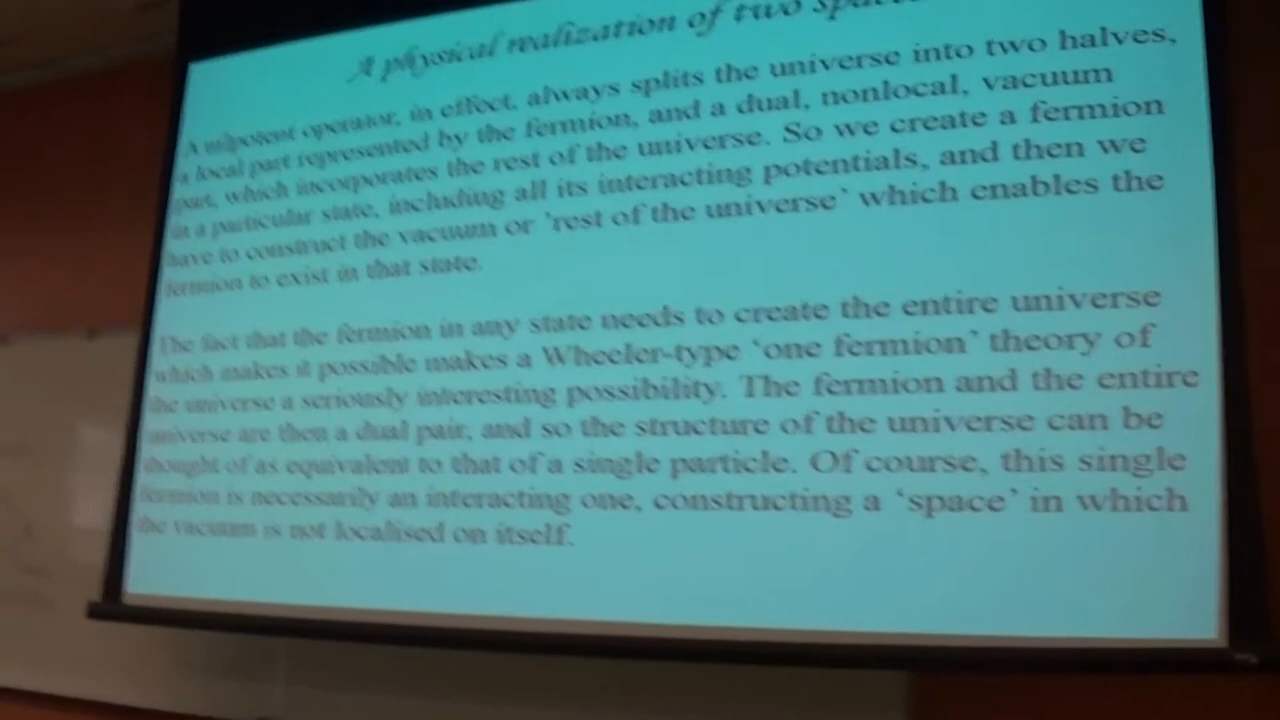 A physical realization of two
A nilpotent operator, in effect, always splits the universe into two halves,
a local part represented by the fermion, and a dual, nonlocal, vacuum
part, which incorporates the rest of the universe. So we create a fermion
in a particular state, including all its interacting potentials, and then we
have to construct the vacuum or ‘rest of the universe’ which enables the
fermion to exist in that state.
The fact that the fermion in any state needs to create the entire universe
which makes it possible makes a Wheeler-type ‘one fermion’ theory of
the universe a seriously interesting possibility. The fermion and the entire
universe are then a dual pair, and so the structure of the universe can be
thought of as equivalent to that of a single particle. Of course, this single
fermion is necessarily an interacting one, constructing a ‘space’ in which
the vacuum is not localised on itself.